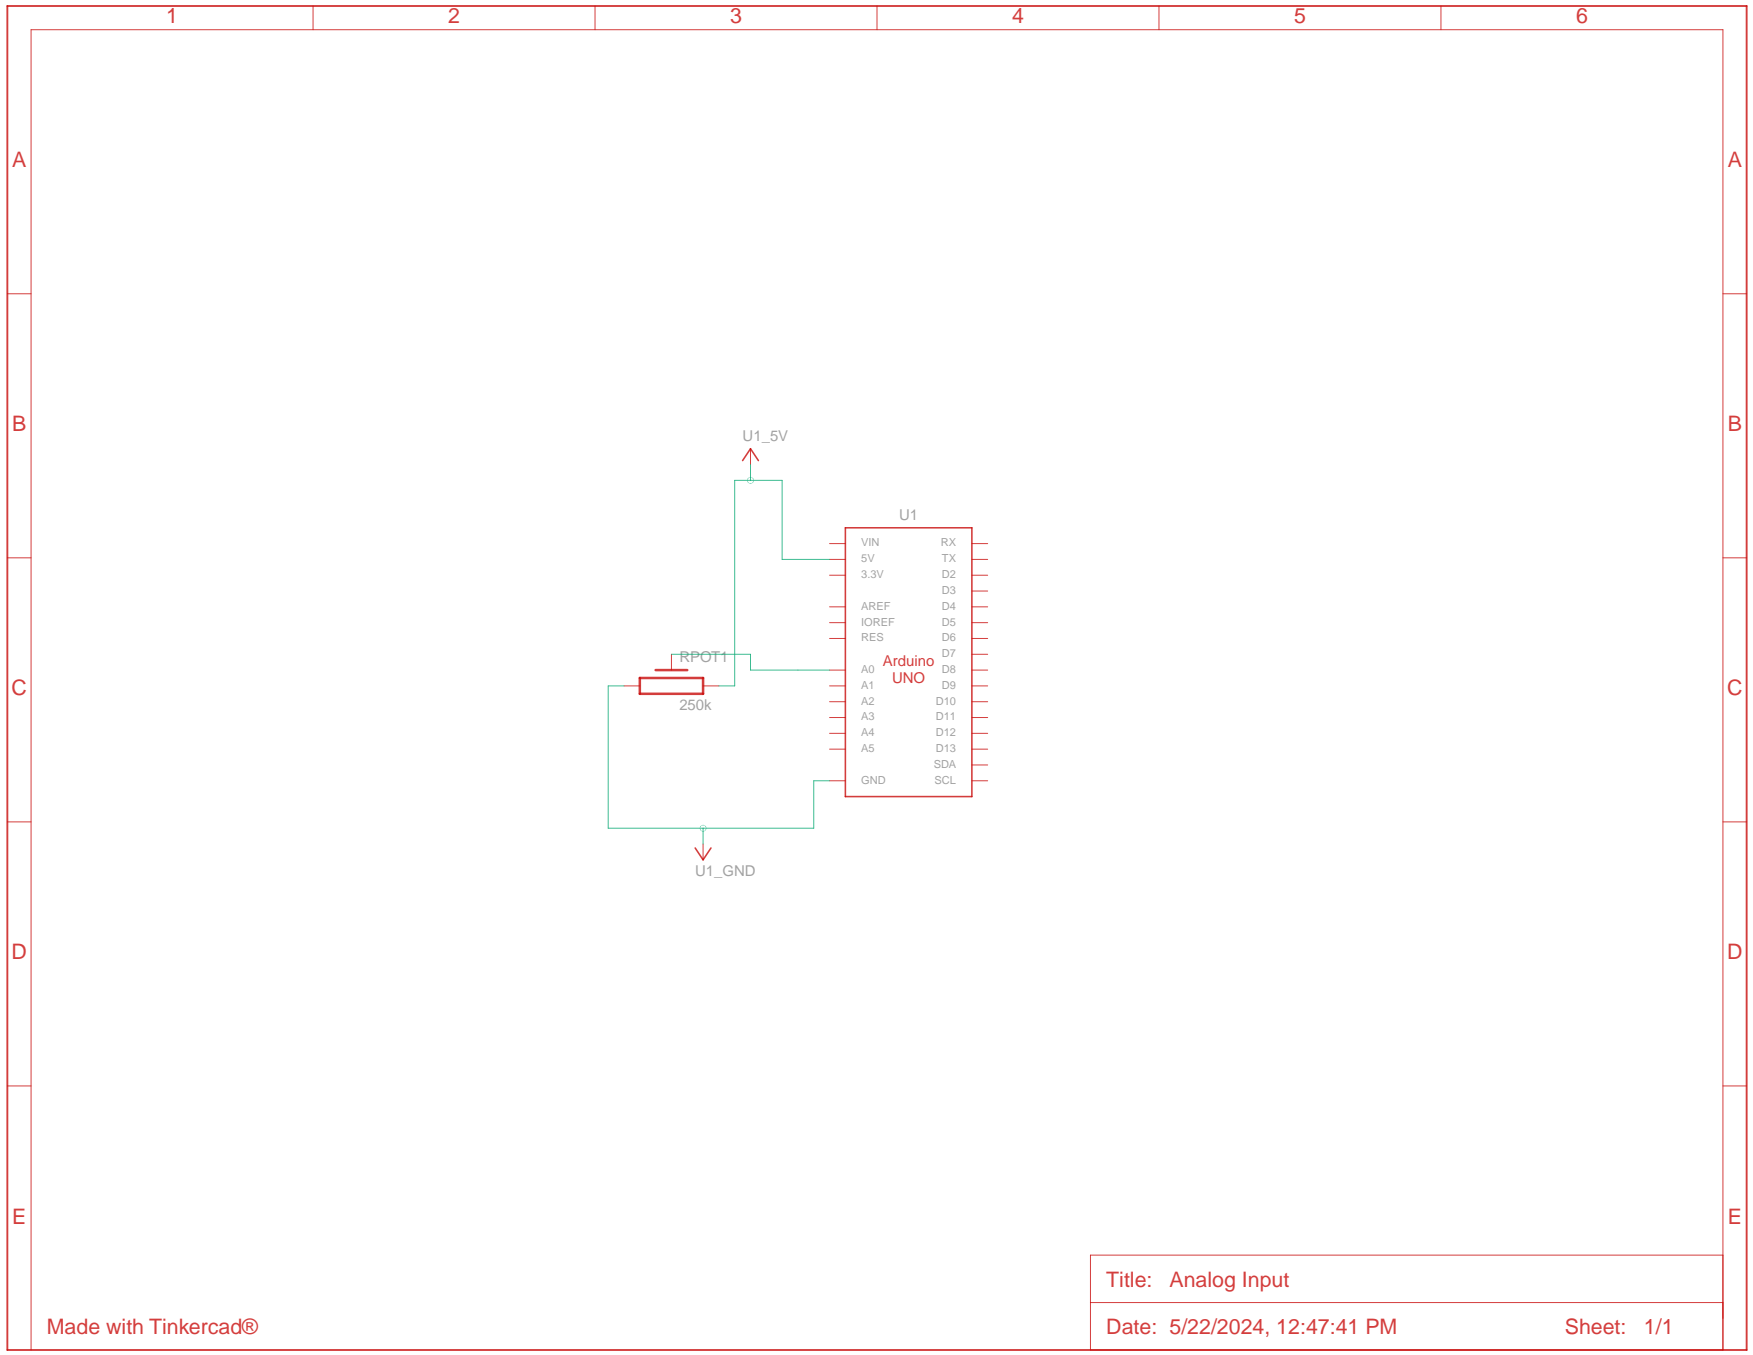 1 2 3 4 5 6
A A
B B
U1_5V
U1
VIN RX
5V TX
3.3V D2
D3
AREF D4
IOREF D5
RES D6
RPOT1 D7
A0 Arduino D8
C UNO C
A1 D9
250k A2 D10
A3 D11
A4 D12
A5 D13
SDA
GND SCL
U1_GND
D D
E E
Title: Analog Input
Made with Tinkercad® Date: 5/22/2024, 12:47:41 PM Sheet: 1/1